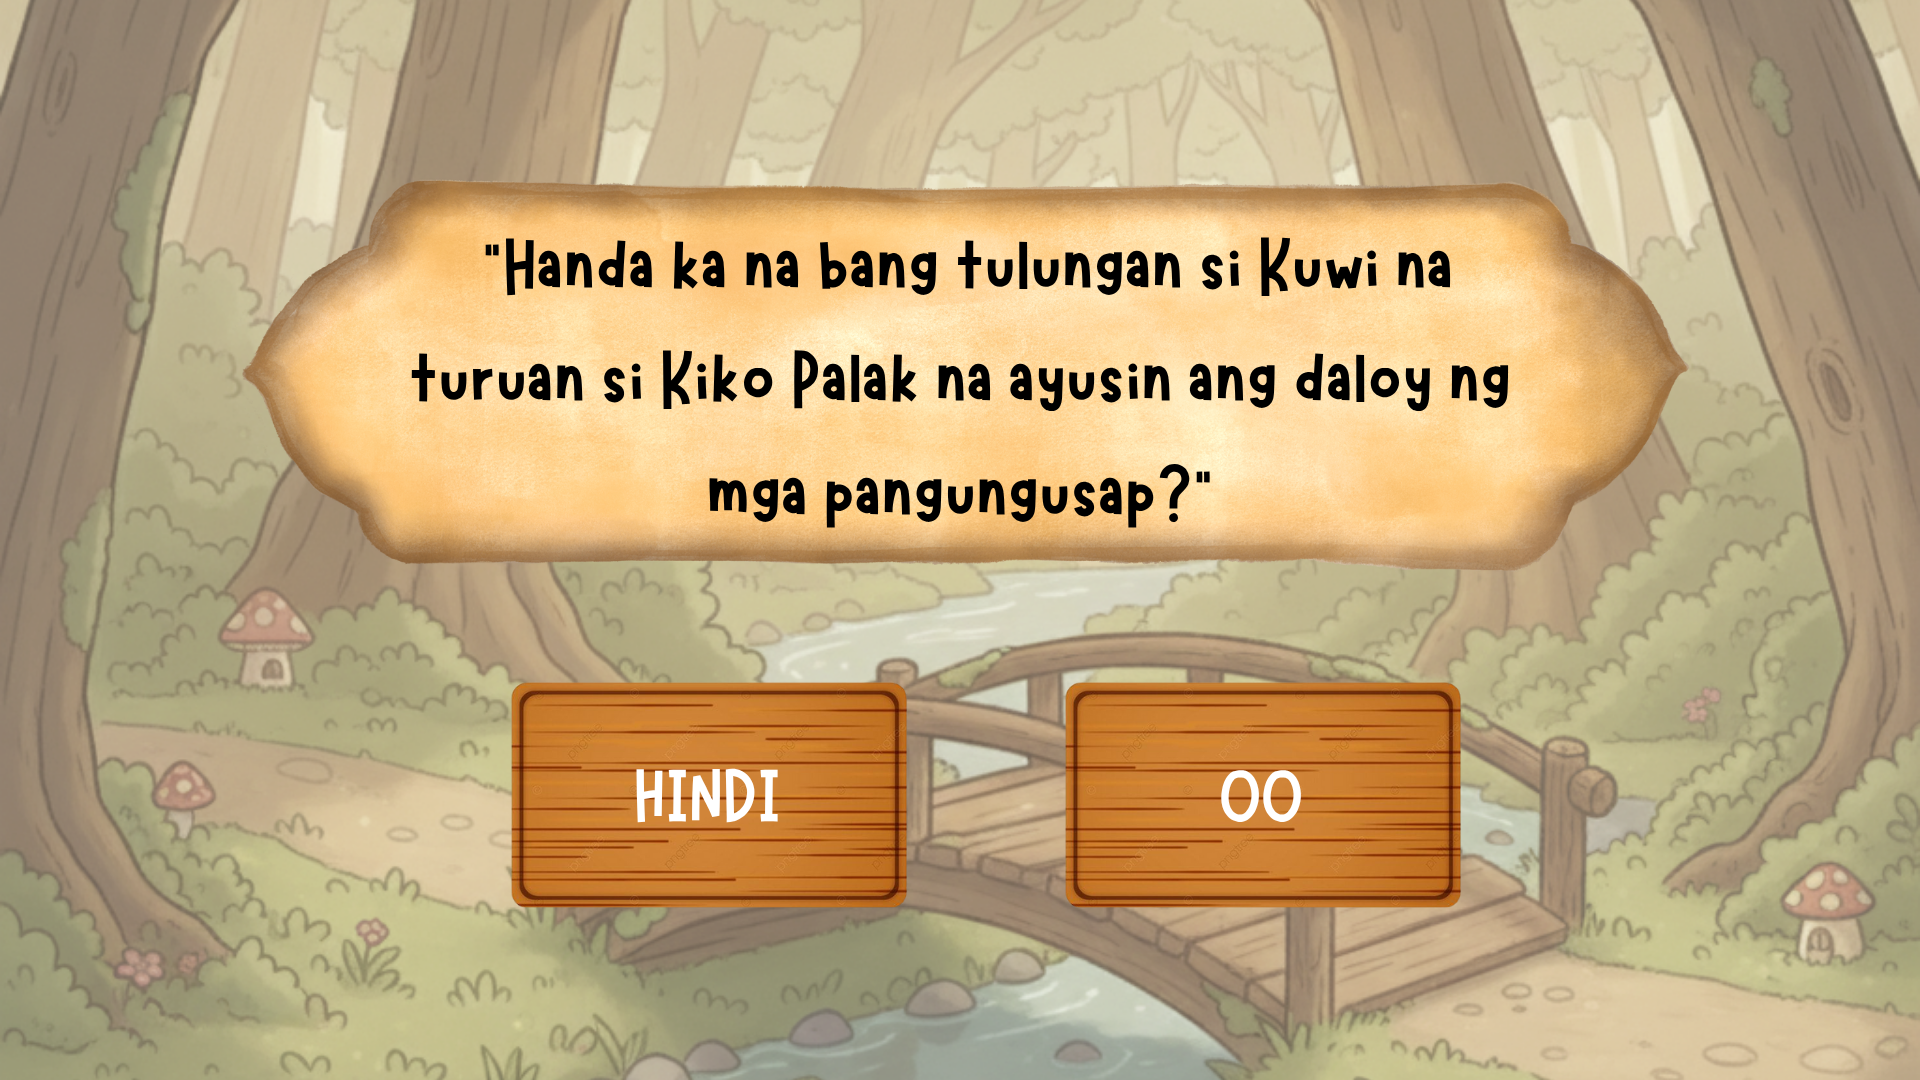 "Handa ka na bang tulungan si Kuwi na
turuan si Kiko Palak na ayusin ang daloy ng
mga pangungusap?"
HINDI
OO